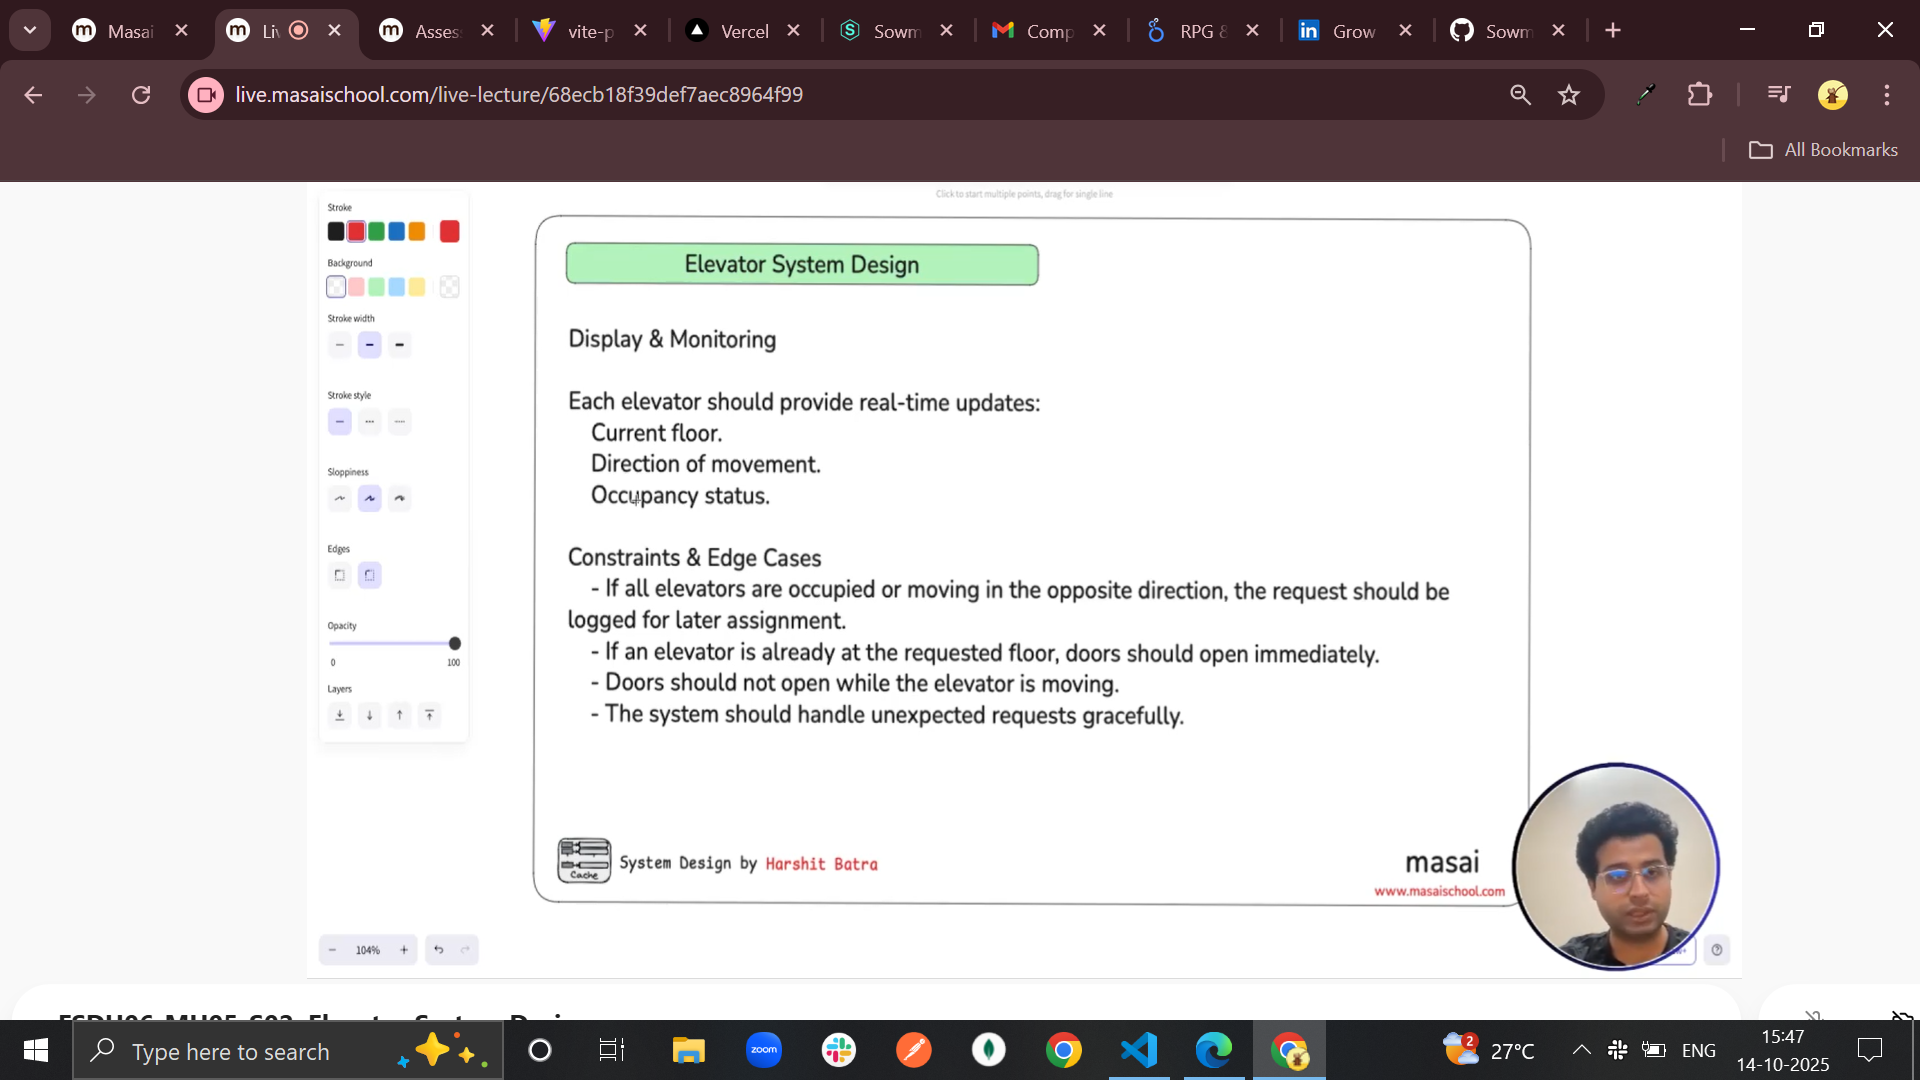 Masai
Li
Asses
vite-p
Vercel
Sowm
Comp
RPG &
Grow
Sowm
live.masaischool.com/live-lecture/68ecb18f39def7aec8964f99
All Bookmarks
Click to start multiple points, drag for single line
Stroke
Background
Stroke width
Stroke style
Sloppiness
Edges
Opacity
0 100
Layers
Elevator System Design
Display & Monitoring
Each elevator should provide real-time updates:
Current floor.
Direction of movement.
Occupancy status.
Constraints & Edge Cases
- If all elevators are occupied or moving in the opposite direction, the request should be
logged for later assignment.
- If an elevator is already at the requested floor, doors should open immediately.
- Doors should not open while the elevator is moving.
- The system should handle unexpected requests gracefully.
Cache
System Design by Harshit Batra
masai
www.masaischool.com
104%
Type here to search
zoom
2
27°C
ENG
15:47
14-10-2025